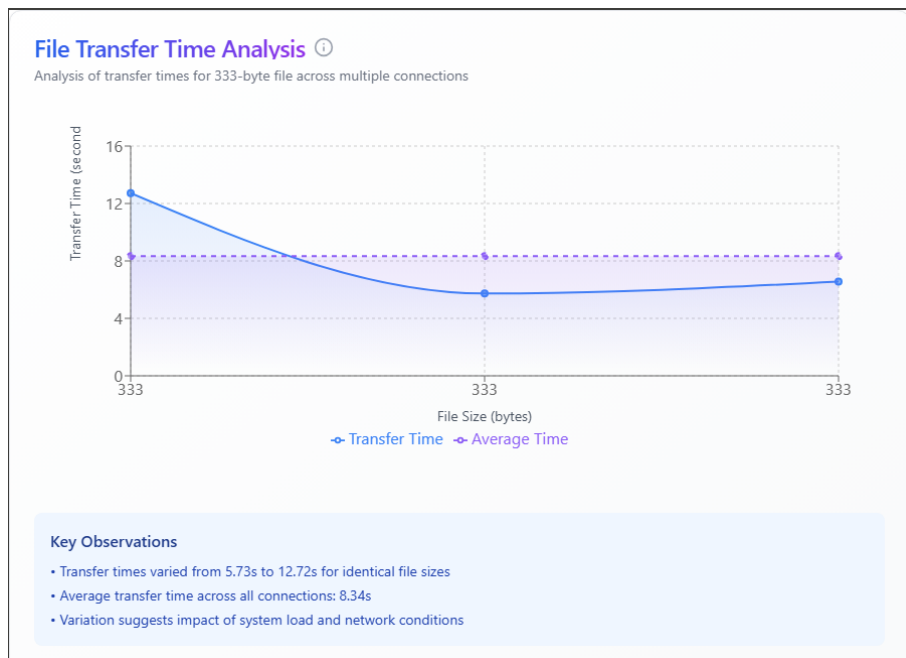 File Transfer Time Analysis
Analysis of transfer times for 333-byte file across multiple connections
Transfer Time (second
16
12
8
4
0
333 333 333
File Size (bytes)
Transfer Time Average Time
Key Observations
• Transfer times varied from 5.73s to 12.72s for identical file sizes
• Average transfer time across all connections: 8.34s
• Variation suggests impact of system load and network conditions